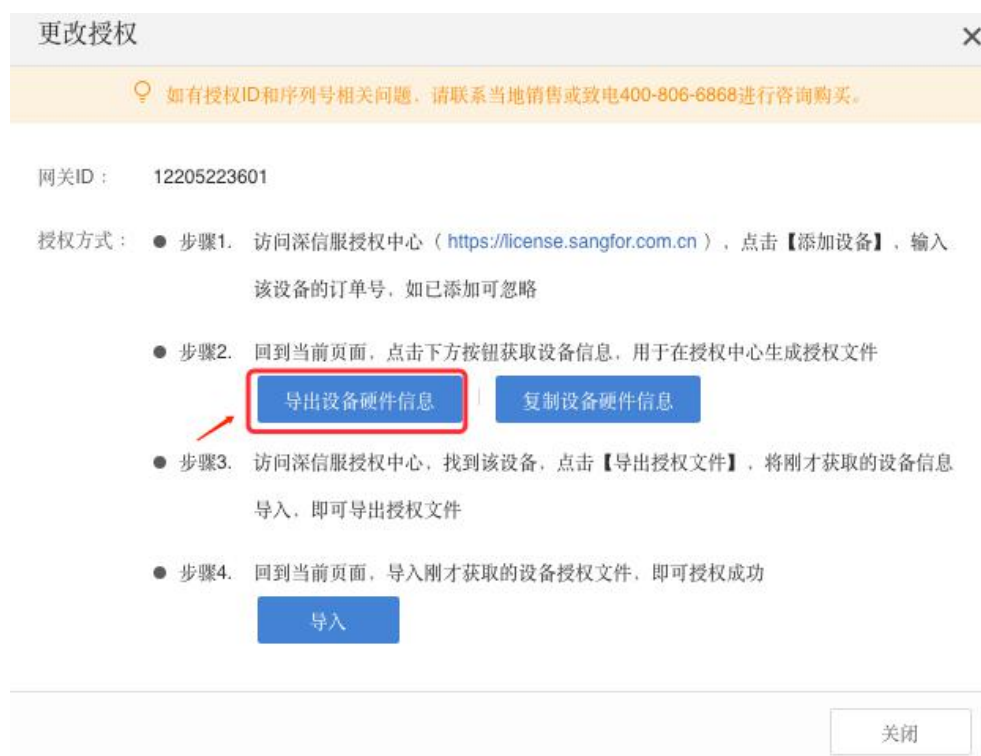 更改授权
如有授权ID和序列号相关问题，请联系当地销售或致电400-806-6868进行咨询购买。
网关ID： 12205223601
授权方式： ● 步骤1. 访问深信服授权中心（ https://license.sangfor.com.cn ），点击【添加设备】，输入
该设备的订单号，如已添加可忽略
● 步骤2. 回到当前页面，点击下方按钮获取设备信息，用于在授权中心生成授权文件
导出设备硬件信息 复制设备硬件信息
● 步骤3. 访问深信服授权中心，找到该设备，点击【导出授权文件】，将刚才获取的设备信息
导入，即可导出授权文件
● 步骤4. 回到当前页面，导入刚才获取的设备授权文件，即可授权成功
导入
关闭